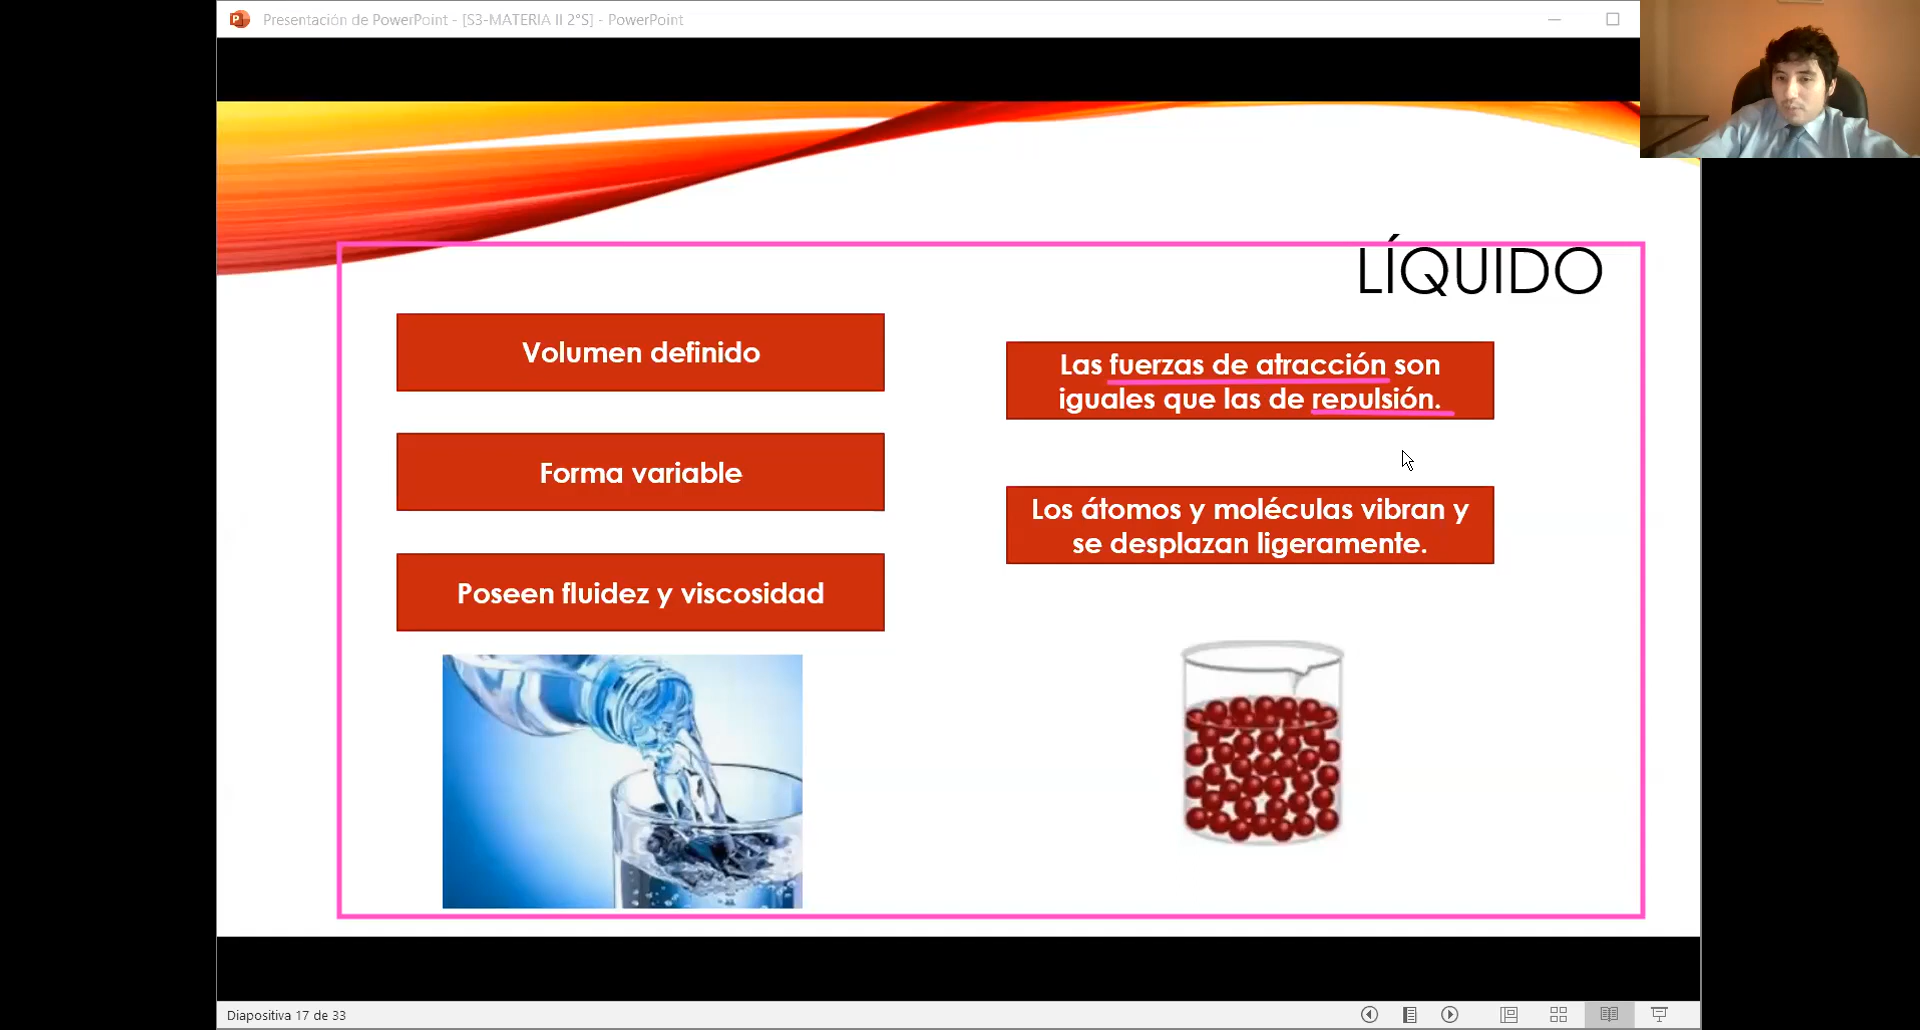 Presentación de PowerPoint - [S3-MATERIA II 2°S] - PowerPoint
LÍQUIDO
Volumen definido
Forma variable
Poseen fluidez y viscosidad
Las fuerzas de atracción son
iguales que las de repulsión.
Los átomos y moléculas vibran y
se desplazan ligeramente.
Diapositiva 17 de 33